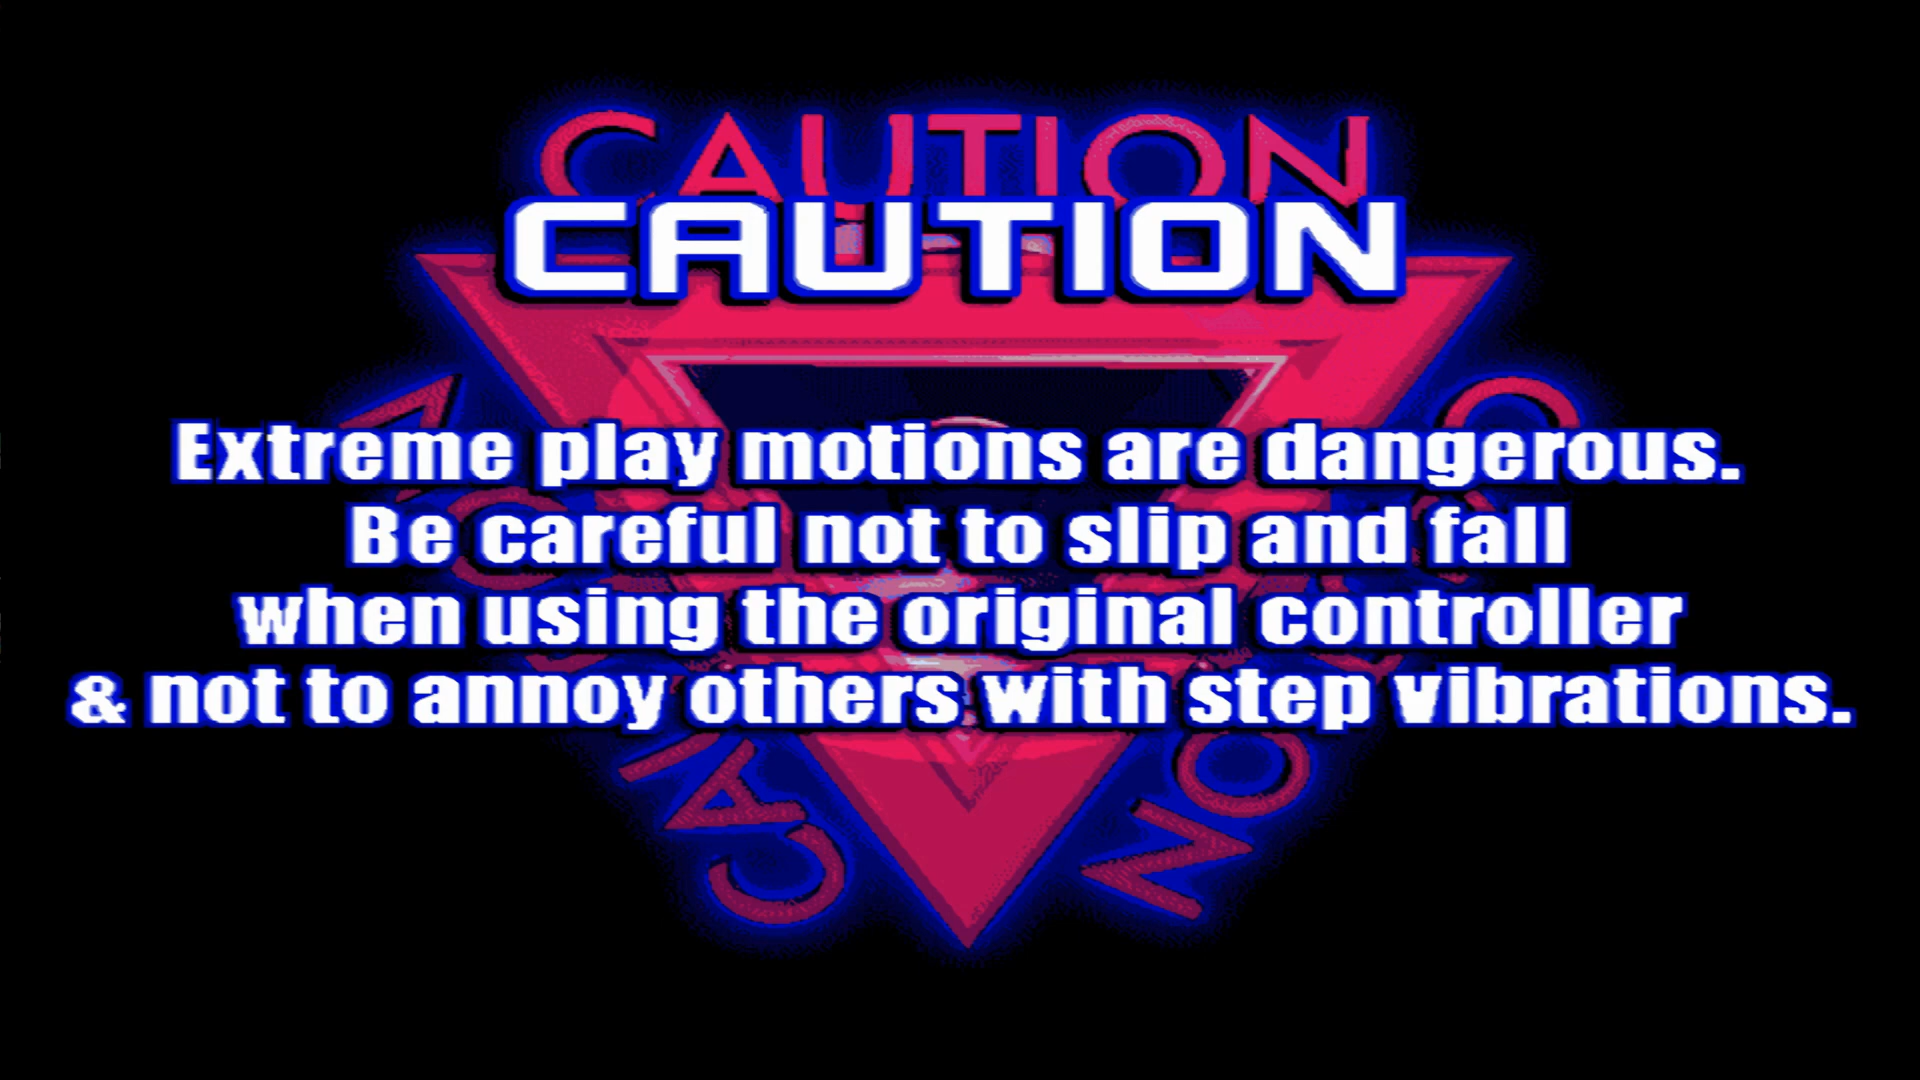 CAUTION
CAUTION
Extreme play motions are dangerous.
Be careful not to slip and fall
when using the original controller
& not to annoy others with step vibrations.